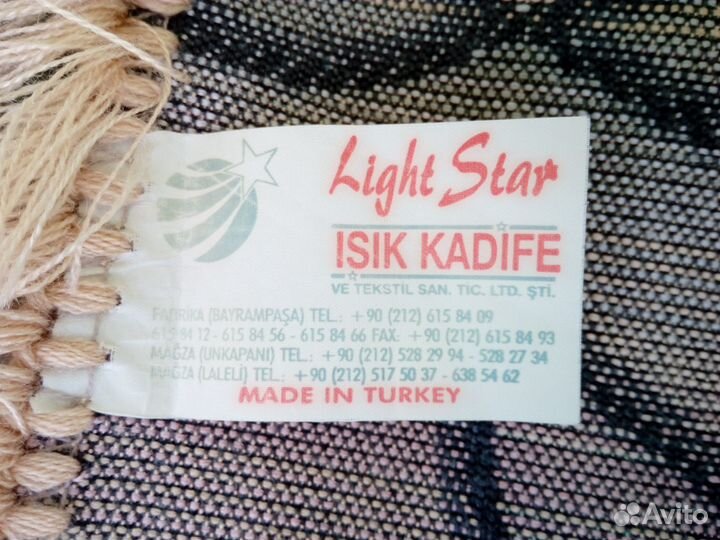 Light Star
IŞIK KADİFE
VE TEKSTİL SAN. TİC. LTD. ŞTİ.
FABRİKA (BAYRAMPAŞA) TEL.: +90 (212) 615 84 09
615 84 12 - 615 84 56 - 615 84 66 FAX: +90 (212) 615 84 93
MAĞZA (UNKAPANI) TEL.: +90 (212) 528 29 94 - 528 27 34
MAĞZA (LALELİ) TEL.: +90 (212) 517 50 37 - 638 54 62
MADE IN TURKEY
Avito